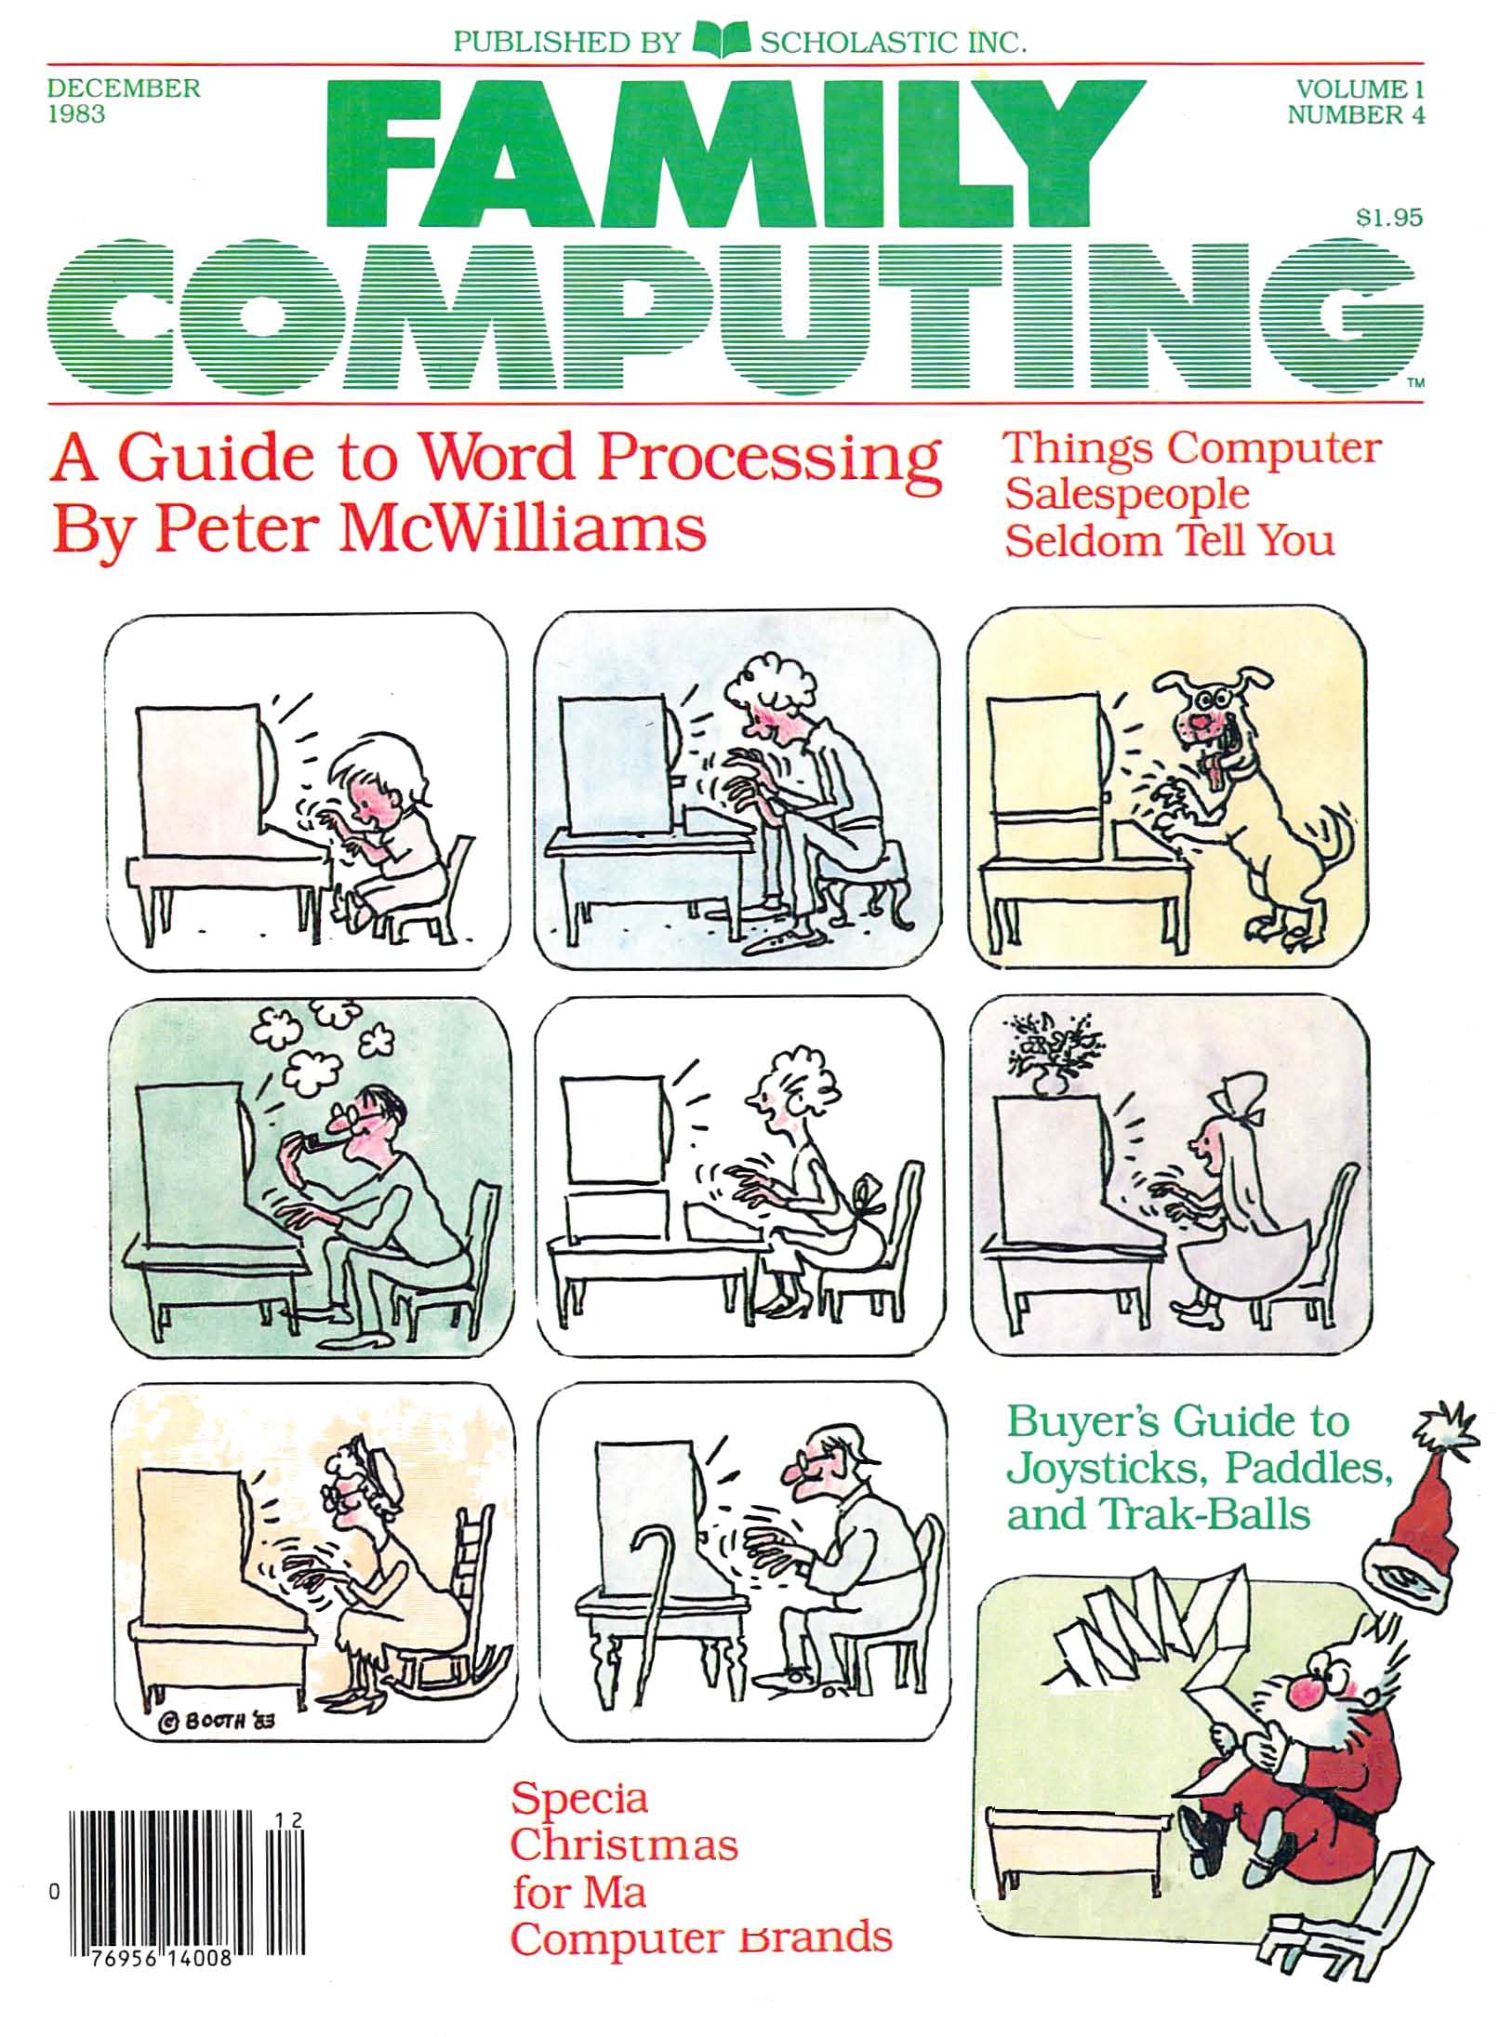 PUBLISHED BY SCHOLASTIC INC.
DECEMBER
1983
VOLUME 1
NUMBER 4
FAMILY
$1.95
COMPUTING
TM
A Guide to Word Processing
By Peter McWilliams
Things Computer
Salespeople
Seldom Tell You
Buyer's Guide to
Joysticks, Paddles,
and Trak-Balls
© BOOTH '83
Specia
Christmas
for Ma
Computer Brands
12
0
76956 14008